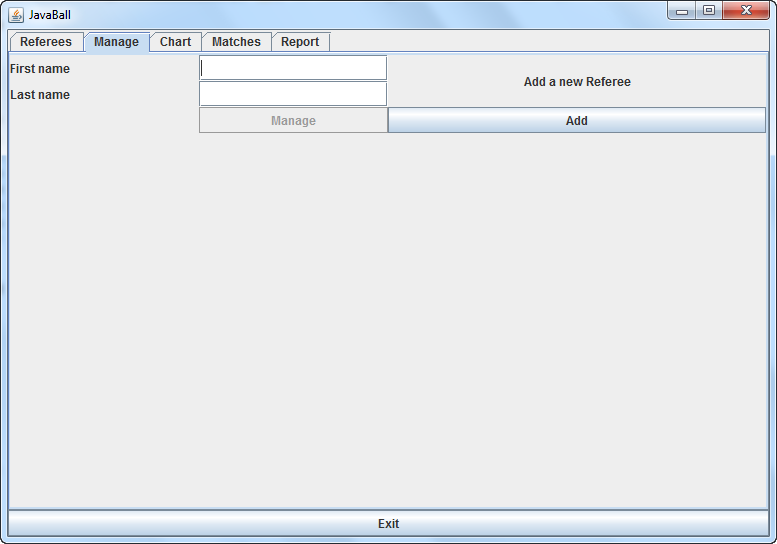 JavaBall
Referees Manage Chart Matches Report
First name
Add a new Referee
Last name
Manage Add
Exit